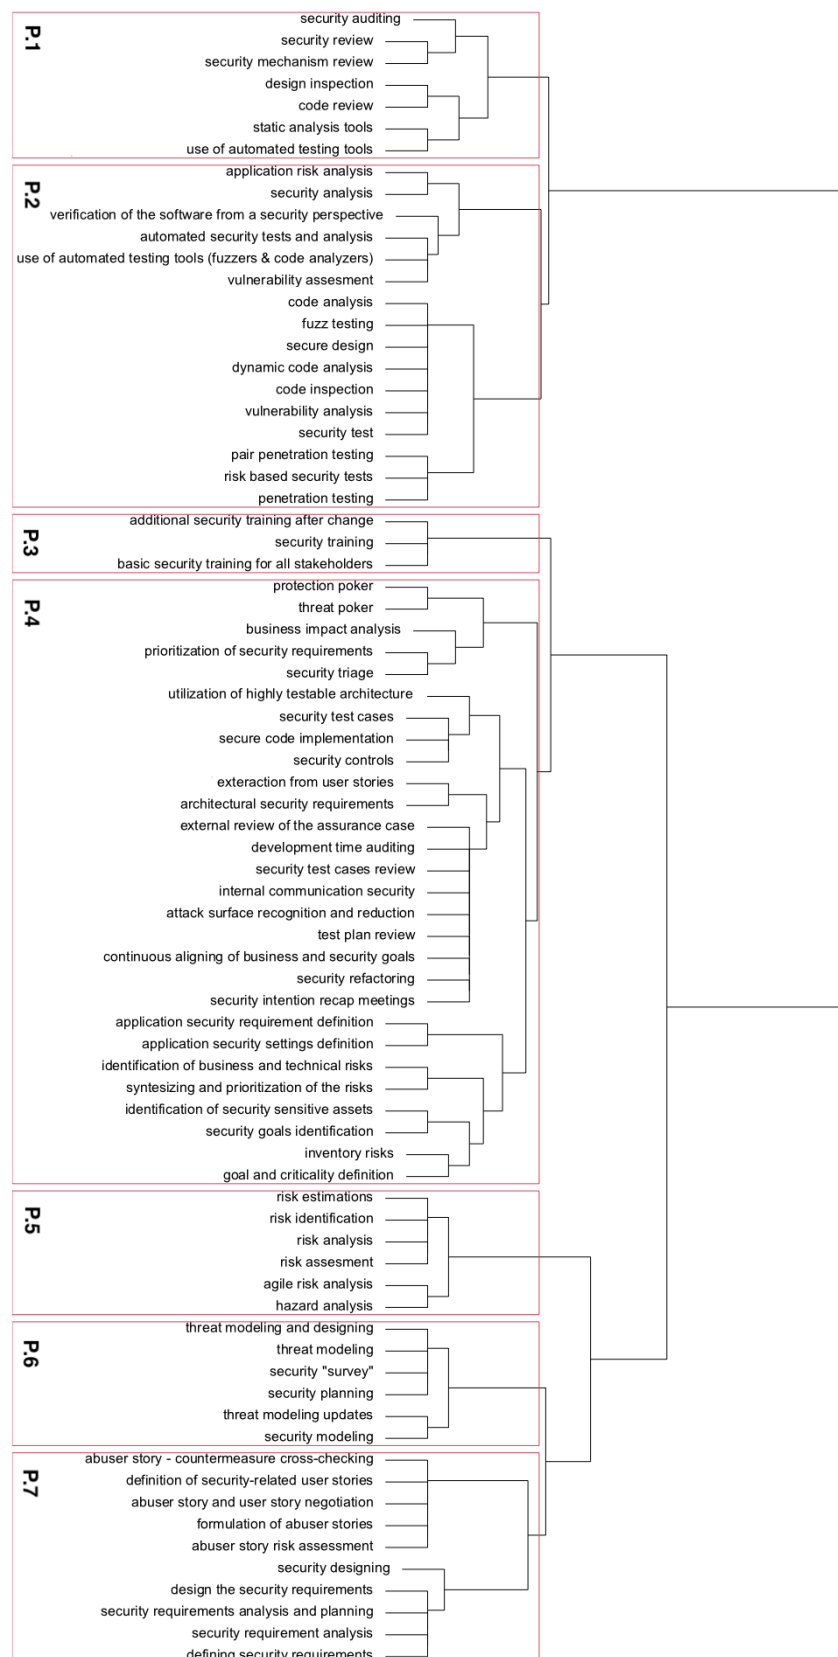 P.1
security auditing
security review
security mechanism review
design inspection
code review
static analysis tools
use of automated testing tools
P.2
application risk analysis
security analysis
verification of the software from a security perspective
automated security tests and analysis
use of automated testing tools (fuzzers & code analyzers)
vulnerability assesment
code analysis
fuzz testing
secure design
dynamic code analysis
code inspection
vulnerability analysis
security test
pair penetration testing
risk based security tests
penetration testing
P.3
additional security training after change
security training
basic security training for all stakeholders
P.4
protection poker
threat poker
business impact analysis
prioritization of security requirements
security triage
utilization of highly testable architecture
security test cases
secure code implementation
security controls
exteraction from user stories
architectural security requirements
external review of the assurance case
development time auditing
security test cases review
internal communication security
attack surface recognition and reduction
test plan review
continuous aligning of business and security goals
security refactoring
security intention recap meetings
application security requirement definition
application security settings definition
identification of business and technical risks
syntesizing and prioritization of the risks
identification of security sensitive assets
security goals identification
inventory risks
goal and criticality definition
P.5
risk estimations
risk identification
risk analysis
risk assesment
agile risk analysis
hazard analysis
P.6
threat modeling and designing
threat modeling
security "survey"
security planning
threat modeling updates
security modeling
P.7
abuser story - countermeasure cross-checking
definition of security-related user stories
abuser story and user story negotiation
formulation of abuser stories
abuser story risk assessment
security designing
design the security requirements
security requirements analysis and planning
security requirement analysis
defining security requirements